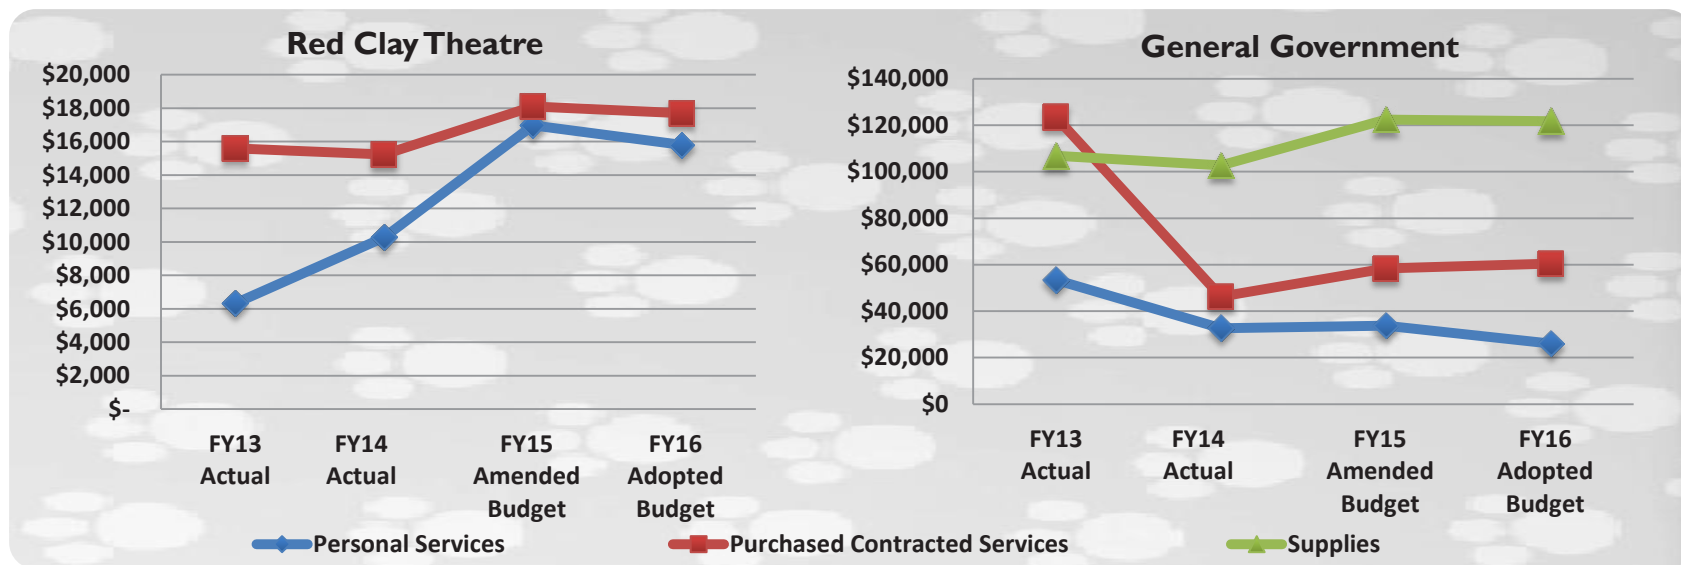 Red Clay Theatre
$20,000
$18,000
$16,000
$14,000
$12,000
$10,000
$8,000
$6,000
$4,000
$2,000
$-
FY13 Actual
FY14 Actual
FY15 Amended Budget
FY16 Adopted Budget
General Government
$140,000
$120,000
$100,000
$80,000
$60,000
$40,000
$20,000
$0
FY13 Actual
FY14 Actual
FY15 Amended Budget
FY16 Adopted Budget
Personal Services
Purchased Contracted Services
Supplies